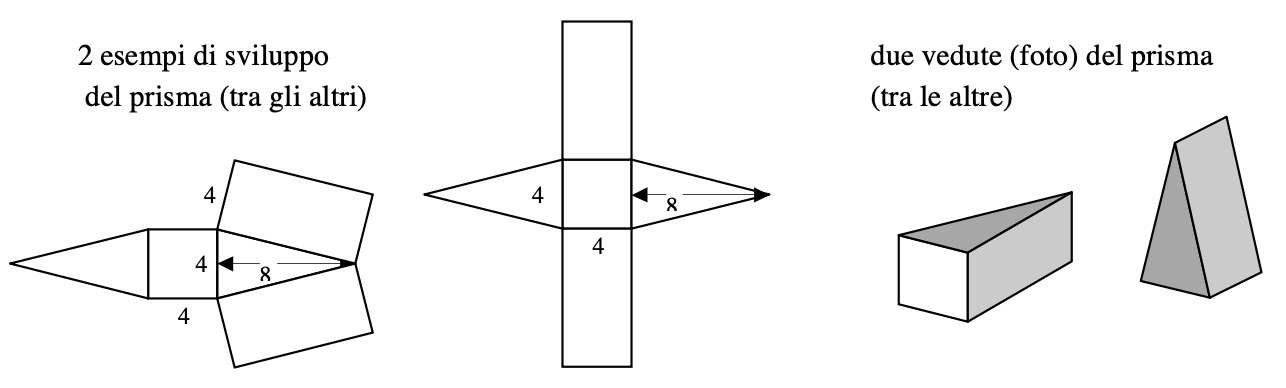 2 esempi di sviluppo
del prisma (tra gli altri)
due vedute (foto) del prisma
(tra le altre)
4
4
8
4
4
8
4